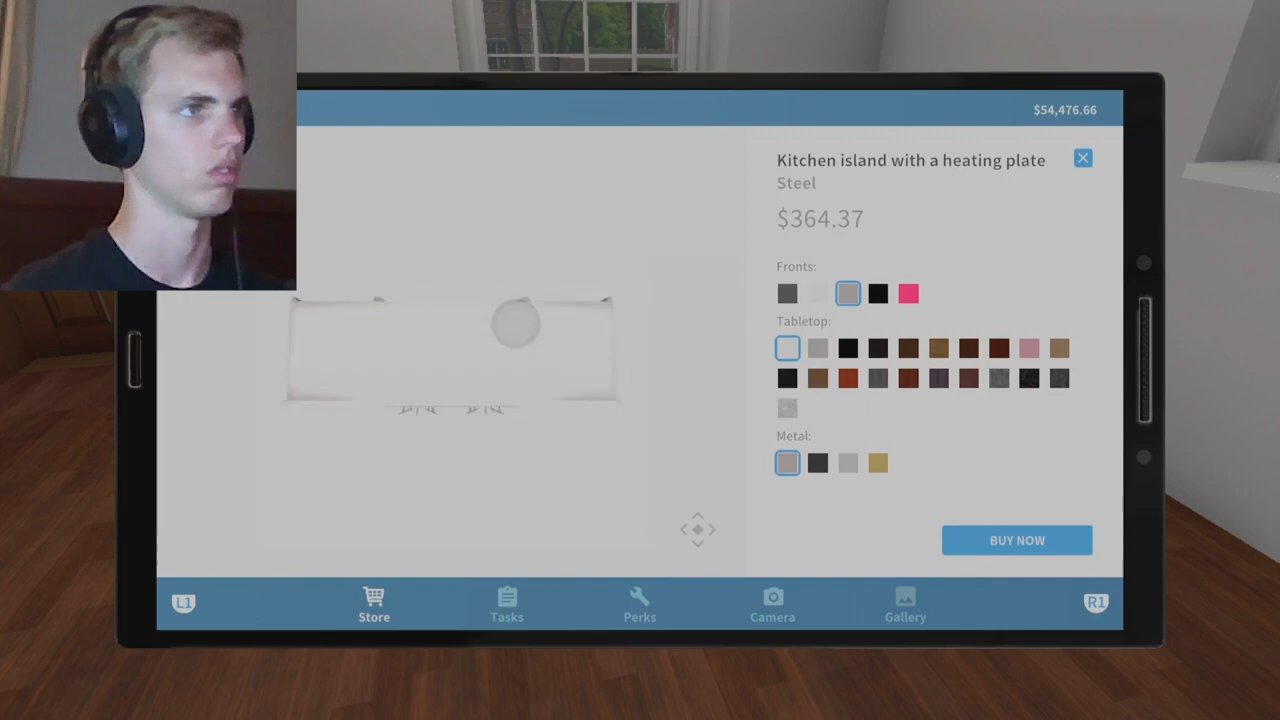 $54,476.66
Kitchen island with a heating plate
Steel
$364.37
Fronts:
Tabletop:
Metal:
BUY NOW
L1
Store
Tasks
Perks
Camera
Gallery
R1